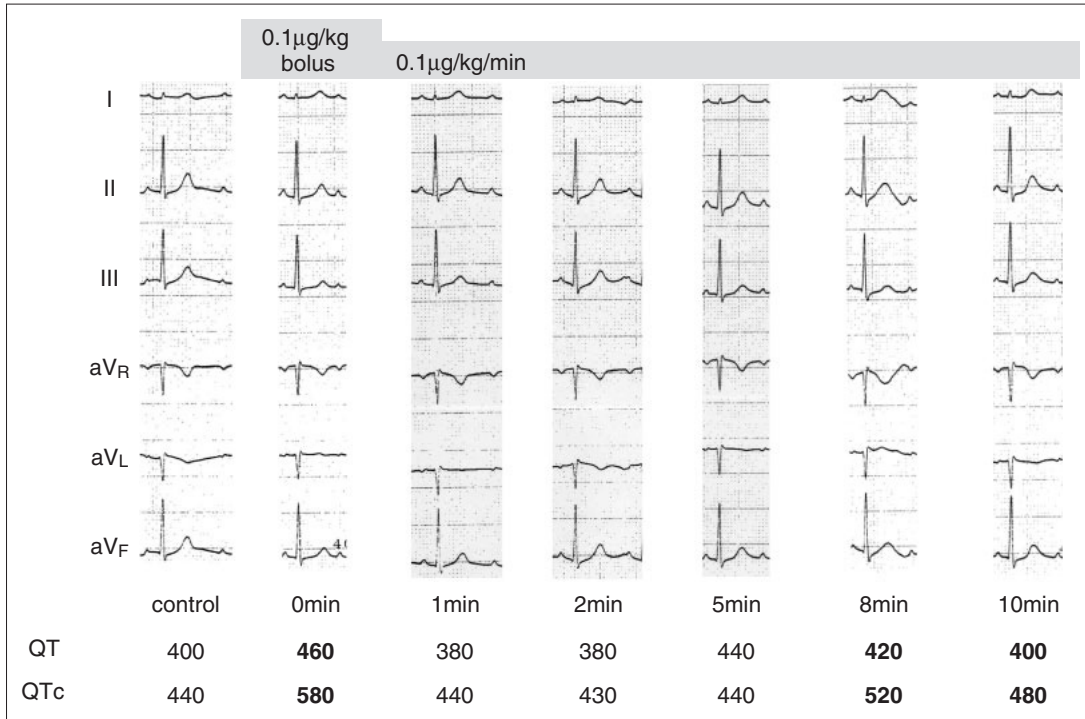 0.1μg/kg
bolus
0.1μg/kg/min
I
II
III
aVR
aVL
aVF
control 0min 1min 2min 5min 8min 10min
QT 400 460 380 380 440 420 400
QTc 440 580 440 430 440 520 480